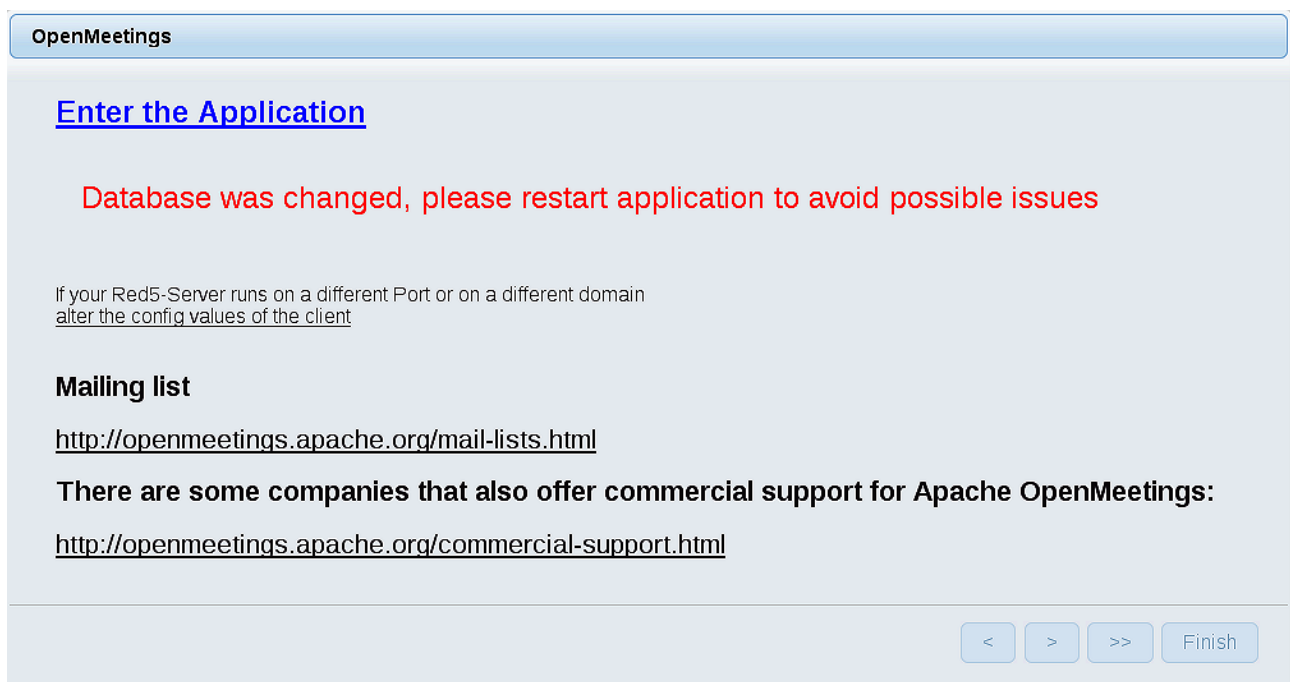 OpenMeetings
Enter the Application
Database was changed, please restart application to avoid possible issues
If your Red5-Server runs on a different Port or on a different domain
alter the config values of the client
Mailing list
http://openmeetings.apache.org/mail-lists.html
There are some companies that also offer commercial support for Apache OpenMeetings:
http://openmeetings.apache.org/commercial-support.html
< > >> Finish